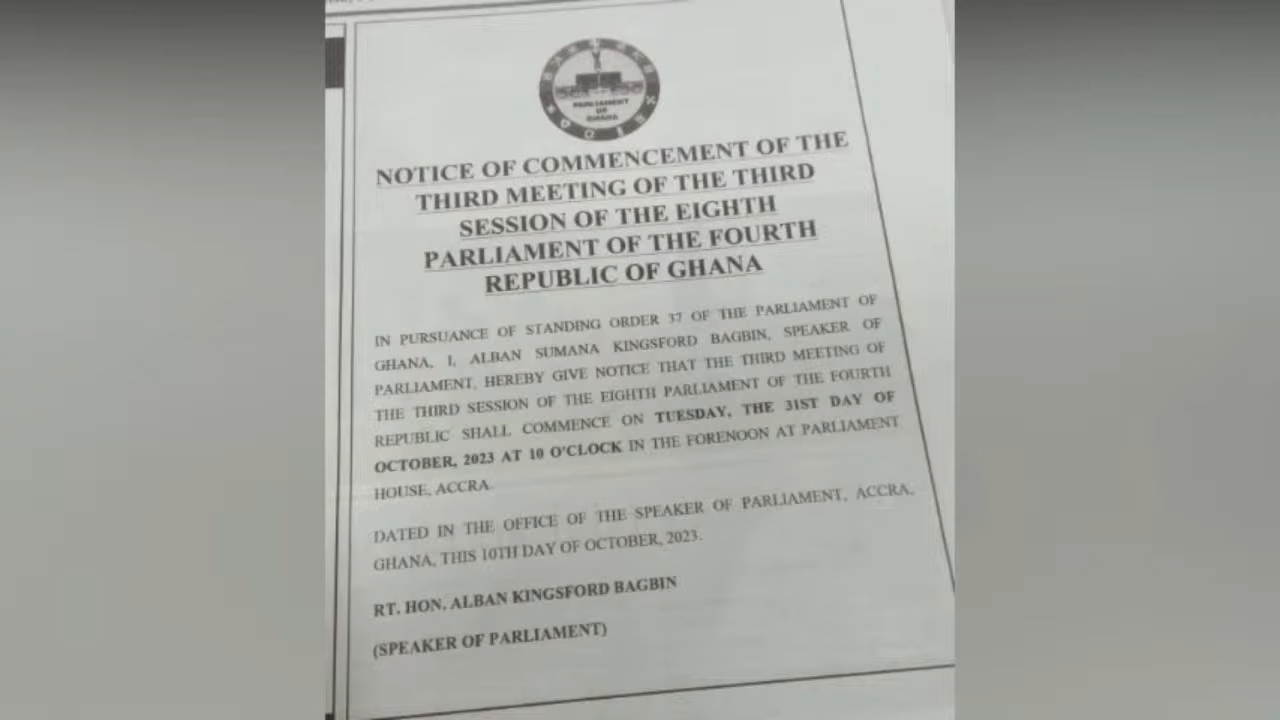 PARLIAMENT
OF
GHANA
NOTICE OF COMMENCEMENT OF THE
THIRD MEETING OF THE THIRD
SESSION OF THE EIGHTH
PARLIAMENT OF THE FOURTH
REPUBLIC OF GHANA
IN PURSUANCE OF STANDING ORDER 37 OF THE PARLIAMENT OF
GHANA, I, ALBAN SUMANA KINGSFORD BAGBIN, SPEAKER OF
PARLIAMENT, HEREBY GIVE NOTICE THAT THE THIRD MEETING OF
THE THIRD SESSION OF THE EIGHTH PARLIAMENT OF THE FOURTH
REPUBLIC SHALL COMMENCE ON TUESDAY, THE 31ST DAY OF
OCTOBER, 2023 AT 10 O'CLOCK IN THE FORENOON AT PARLIAMENT
HOUSE, ACCRA.
DATED IN THE OFFICE OF THE SPEAKER OF PARLIAMENT, ACCRA,
GHANA, THIS 10TH DAY OF OCTOBER, 2023.
RT. HON. ALBAN KINGSFORD BAGBIN
(SPEAKER OF PARLIAMENT)